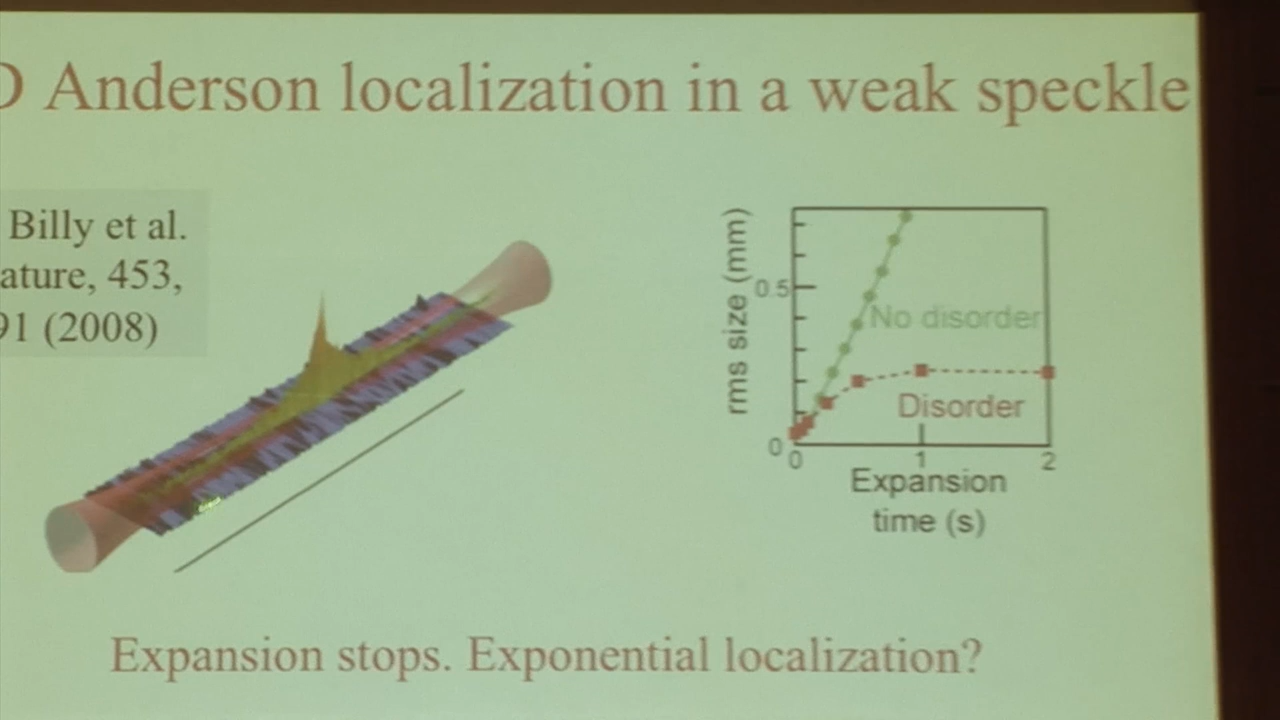 D Anderson localization in a weak speckle
Billy et al.
ature, 453,
91 (2008)
rms size (mm)
0.5
0
No disorder
Disorder
0
1
2
Expansion
time (s)
Expansion stops. Exponential localization?